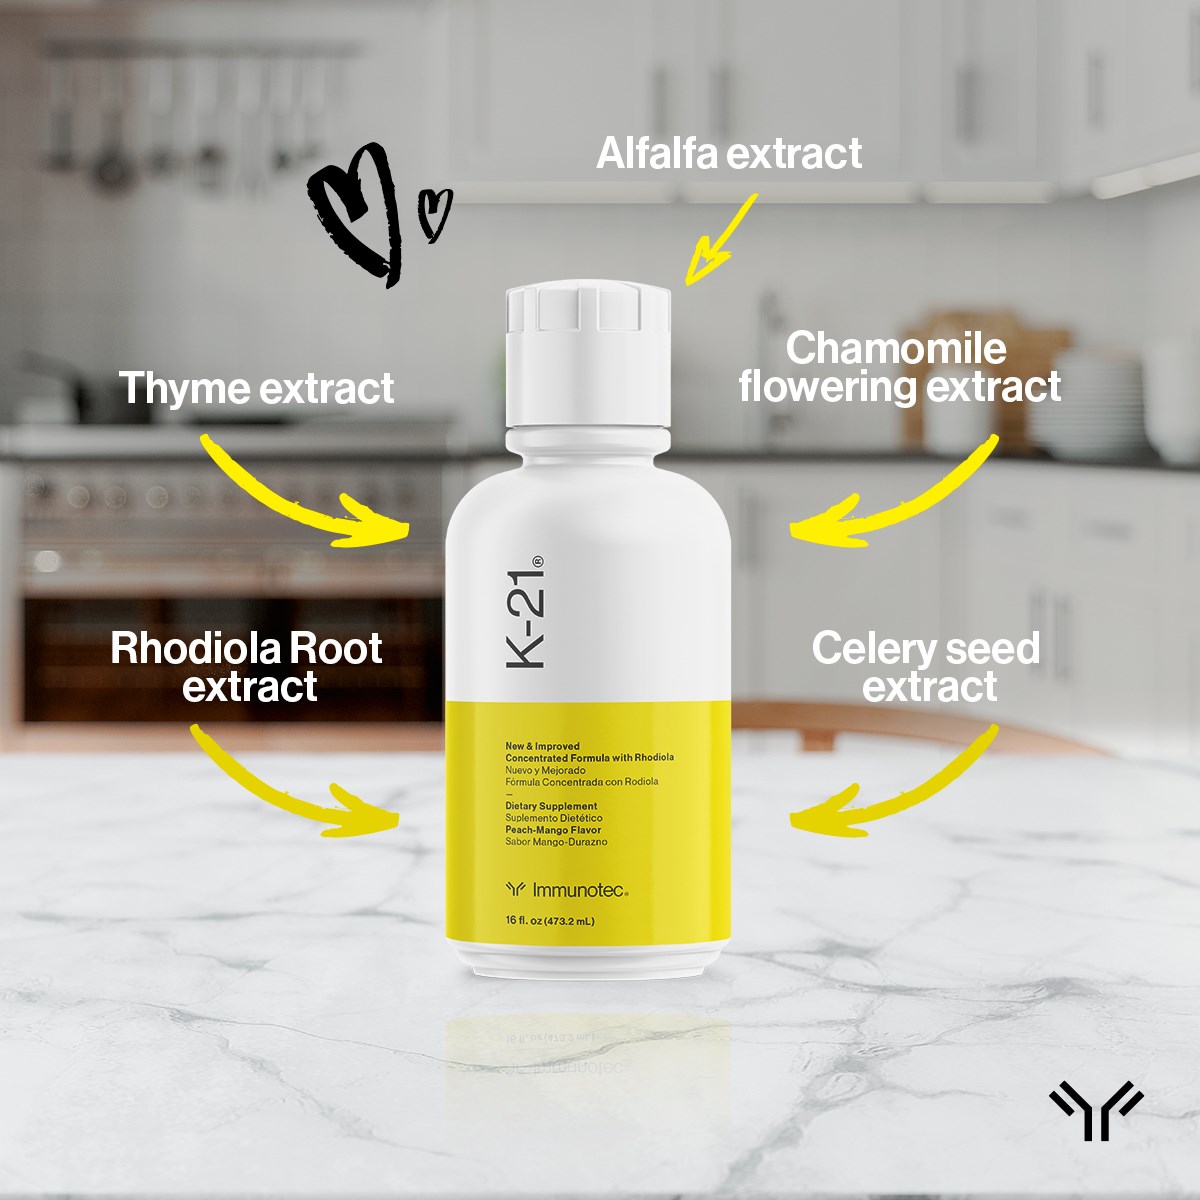 Alfalfa extract
Chamomile
flowering extract
Thyme extract
K-21®
Rhodiola Root
extract
Celery seed
extract
New & Improved
Concentrated Formula with Rhodiola
Nuevo y Mejorado
Fórmula Concentrada con Rodiola
—
Dietary Supplement
Suplemento Dietético
Peach-Mango Flavor
Sabor Mango-Durazno
Immunotec®
16 fl. oz (473.2 mL)